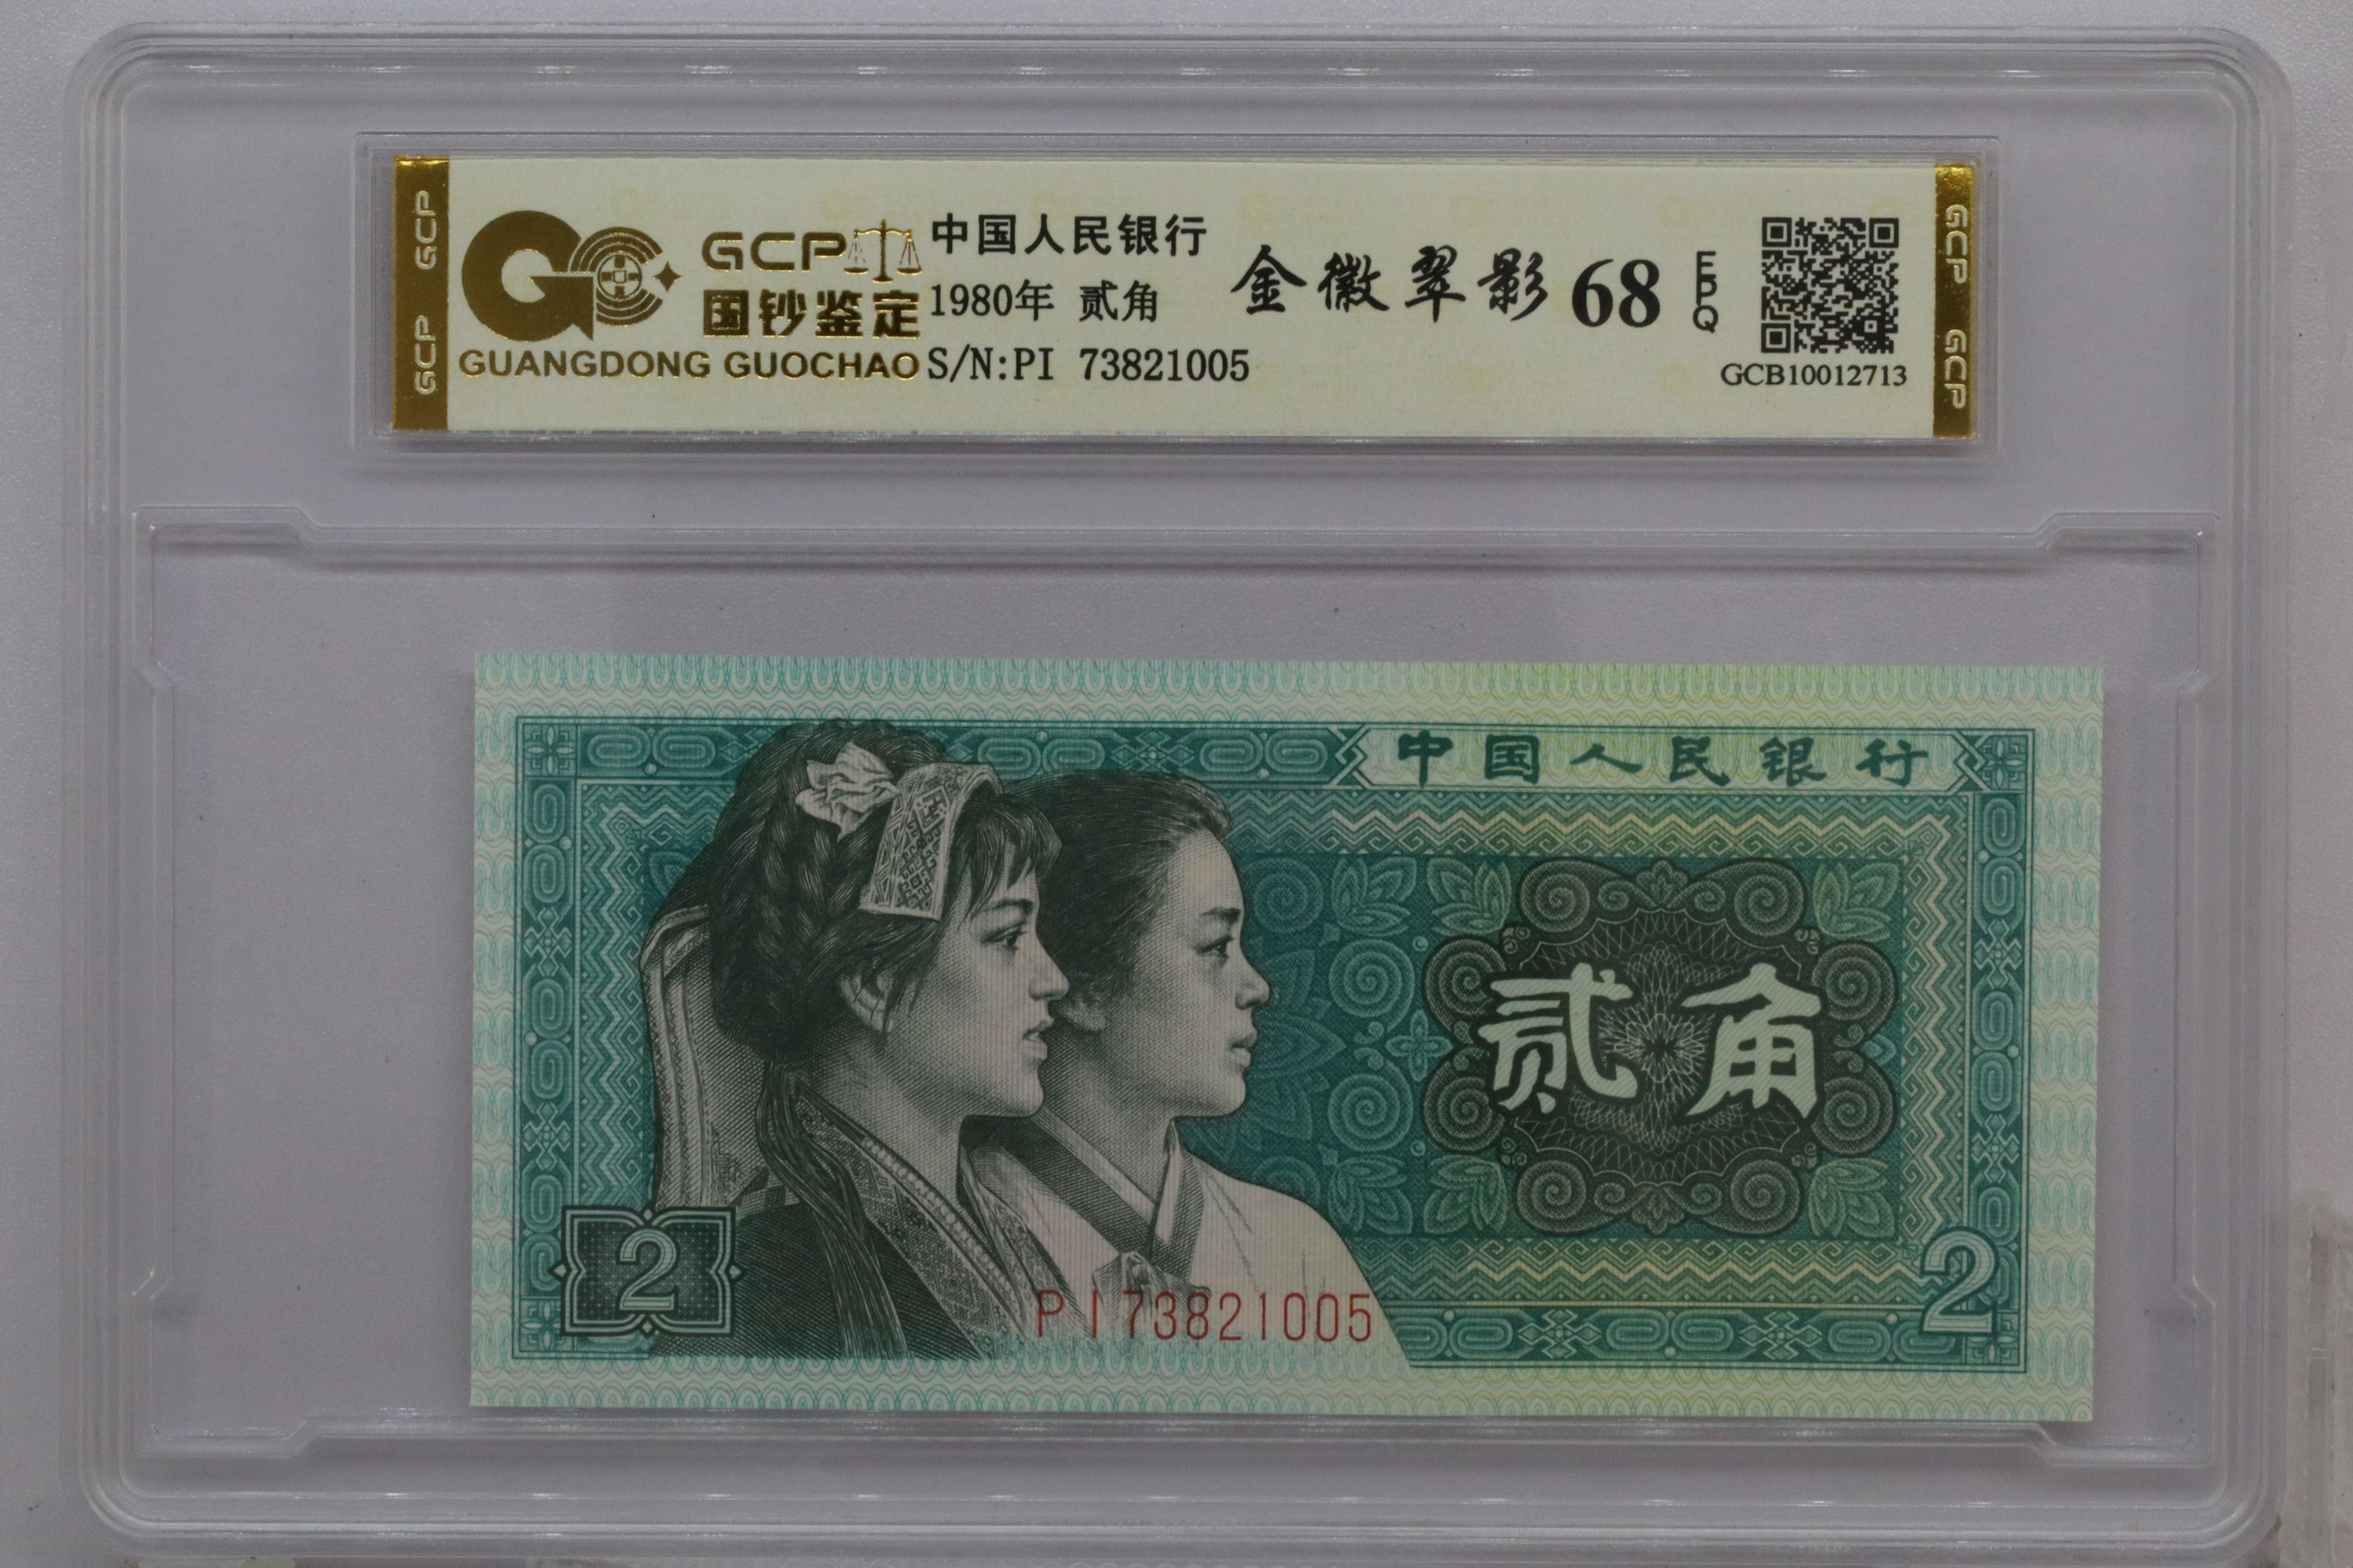 GCP GCP
GCP
国钞鉴定
GUANGDONG GUOCHAO
中国人民银行
1980年 贰角
S/N:PI 73821005
金徽翠影 68 EPQ
GCB10012713
GCP GCP
中国人民银行
贰角
2
PI73821005
2